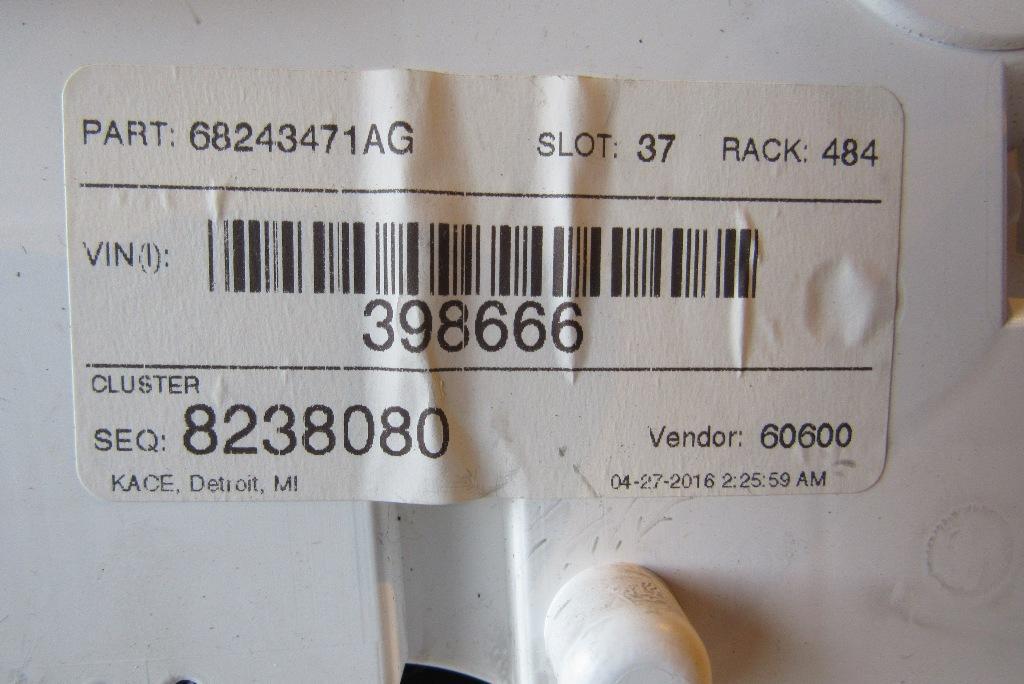 PART: 68243471AG SLOT: 37 RACK: 484
VIN(I):
398666
CLUSTER
SEQ: 8238080 Vendor: 60600
KACE, Detroit, MI 04-27-2016 2:25:59 AM